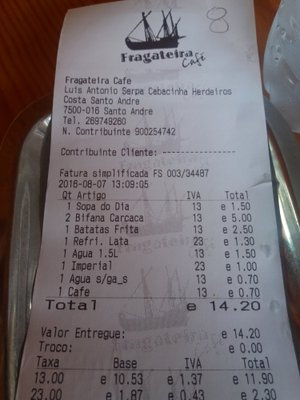 8
Fragateira
Café
Fragateira Cafe
Luis Antonio Serpa Cabacinha Herdeiros
Costa Santo Andre
7500-016 Santo Andre
Tel. 269749260
N. Contribuinte 900254742
Contribuinte Cliente: -----------------
Fatura simplificada FS 003/34487
2016-08-07 13:09:05
Qt Artigo IVA Total
1 Sopa do Dia 13 e 1.50
2 Bifana Carcaca 13 e 5.00
1 Batatas Frita 13 e 2.50
1 Refri. Lata 23 e 1.30
1 Agua 1.5L 13 e 1.50
1 Imperial 23 e 1.00
1 Agua s/ga_s 13 e 0.70
1 Cafe 13 e 0.70
Total e 14.20
Valor Entregue: e 14.20
Troco: e 0.00
Taxa Base IVA Total
13.00 e 10.53 e 1.37 e 11.90
23.00 e 1.87 e 0.43 e 2.30